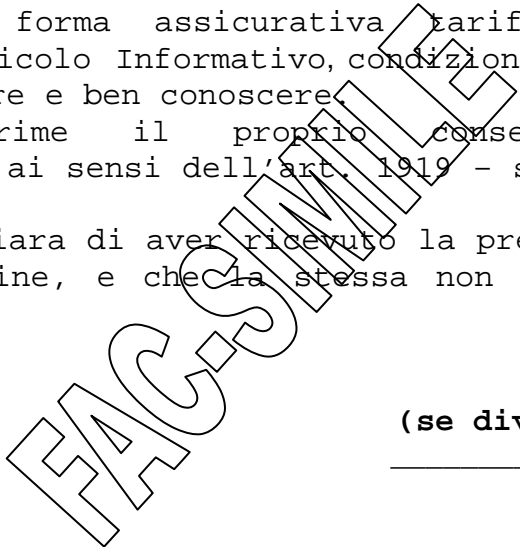 forma assicurativa tarif
icolo Informativo, condizion
re e ben conoscere.
rime il proprio conse
ai sensi dell'art. 1919 – s
iara di aver ricevuto la pre
ine, e che la stessa non
(se div
FAC-SIMILE